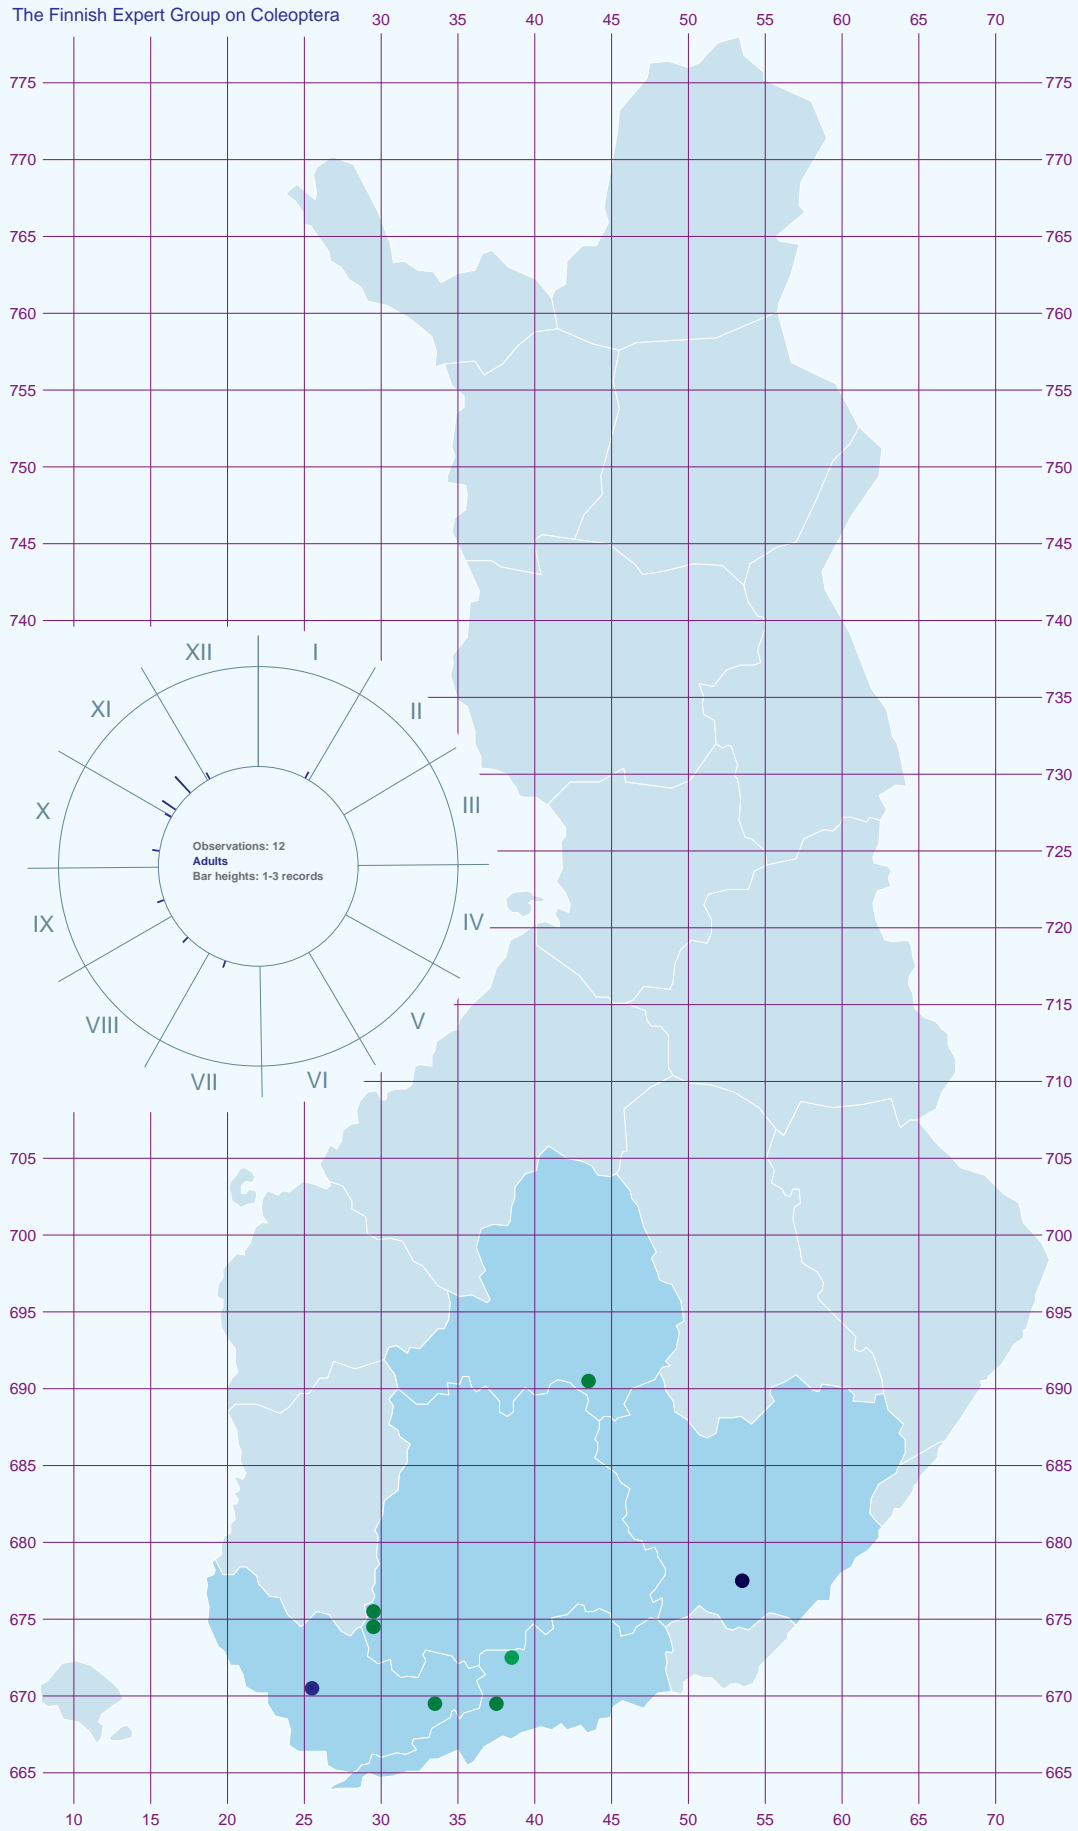 The Finnish Expert Group on Coleoptera
30 35 40 45 50 55 60 65 70
775 775
770 770
765 765
760 760
755 755
750 750
745 745
740 740
XII I
735
XI II
730
X III
725
Observations: 12
Adults
Bar heights: 1-3 records
IX IV
720
715
VIII V
VII VI
710
705 705
700 700
695 695
690 690
685 685
680 680
675 675
670 670
665 665
10 15 20 25 30 35 40 45 50 55 60 65 70